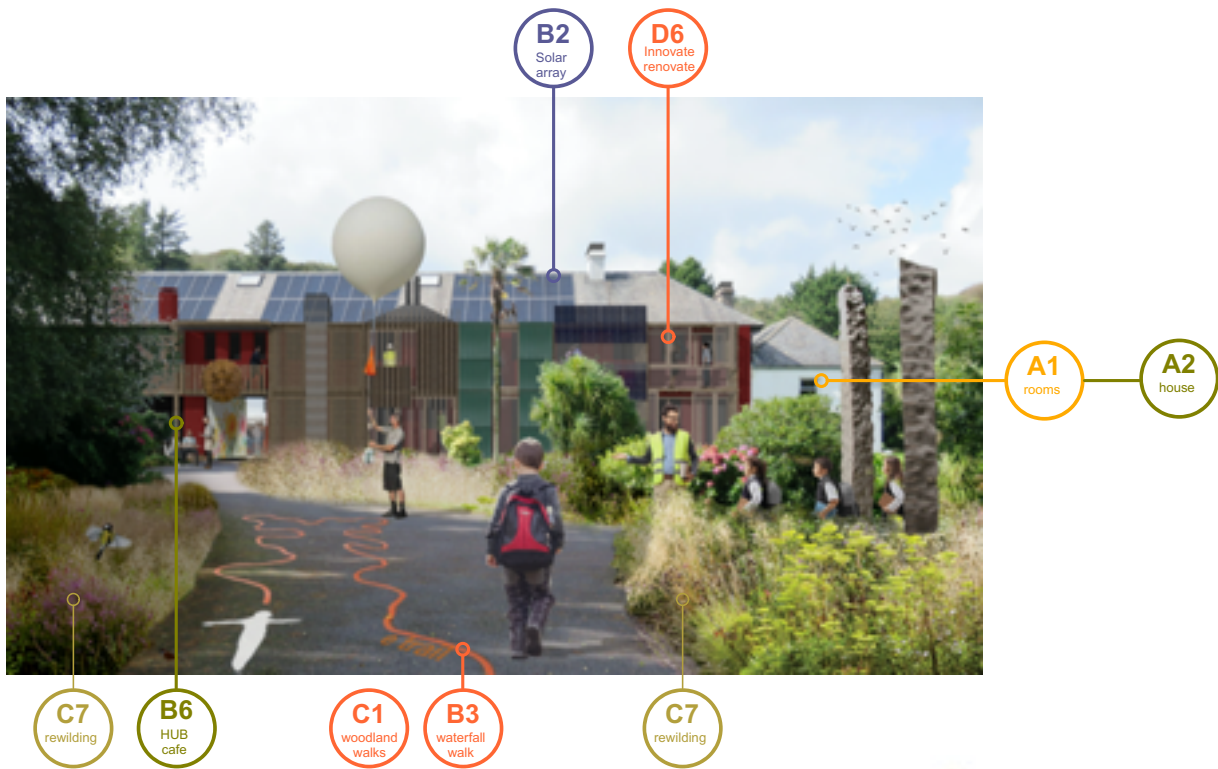 B2
Solar
array
D6
Innovate
renovate
A1
rooms
A2
house
C7
rewilding
B6
HUB
cafe
C1
woodland
walks
B3
waterfall
walk
C7
rewilding